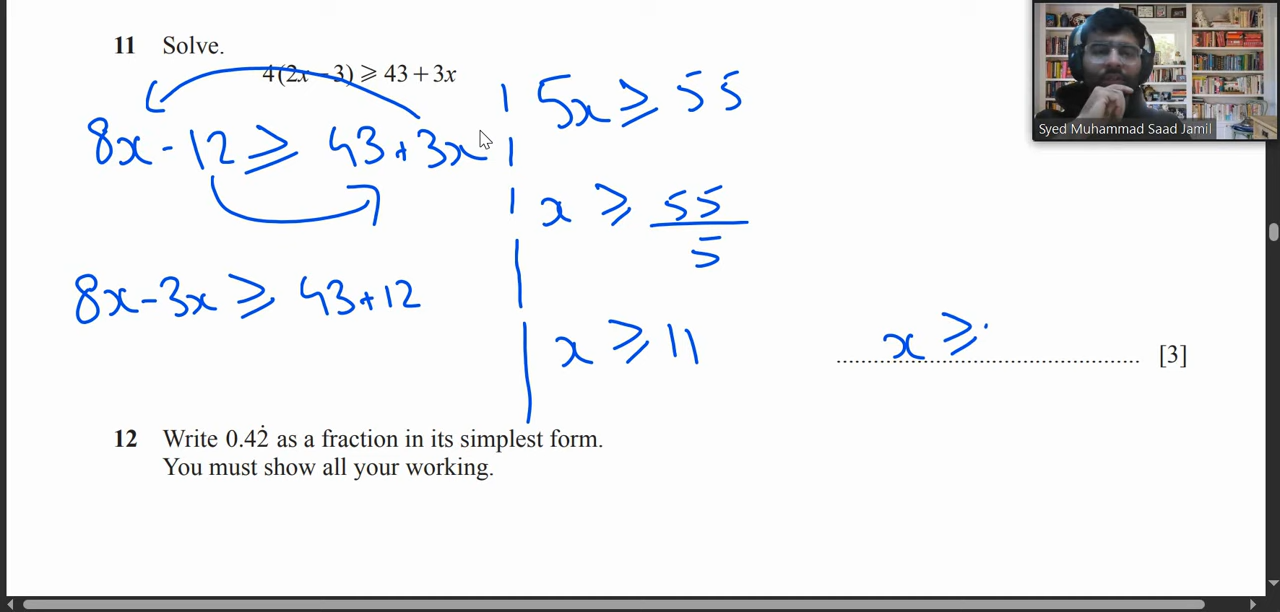 11 Solve.
4(2x − 3) ⩾ 43 + 3x
8x - 12 ⩾ 43 + 3x
8x - 3x ⩾ 43 + 12
5x ⩾ 55
x ⩾ 55/5
x ⩾ 11
x ⩾
[3]
12 Write 0.42̇ as a fraction in its simplest form.
You must show all your working.
Syed Muhammad Saad Jamil